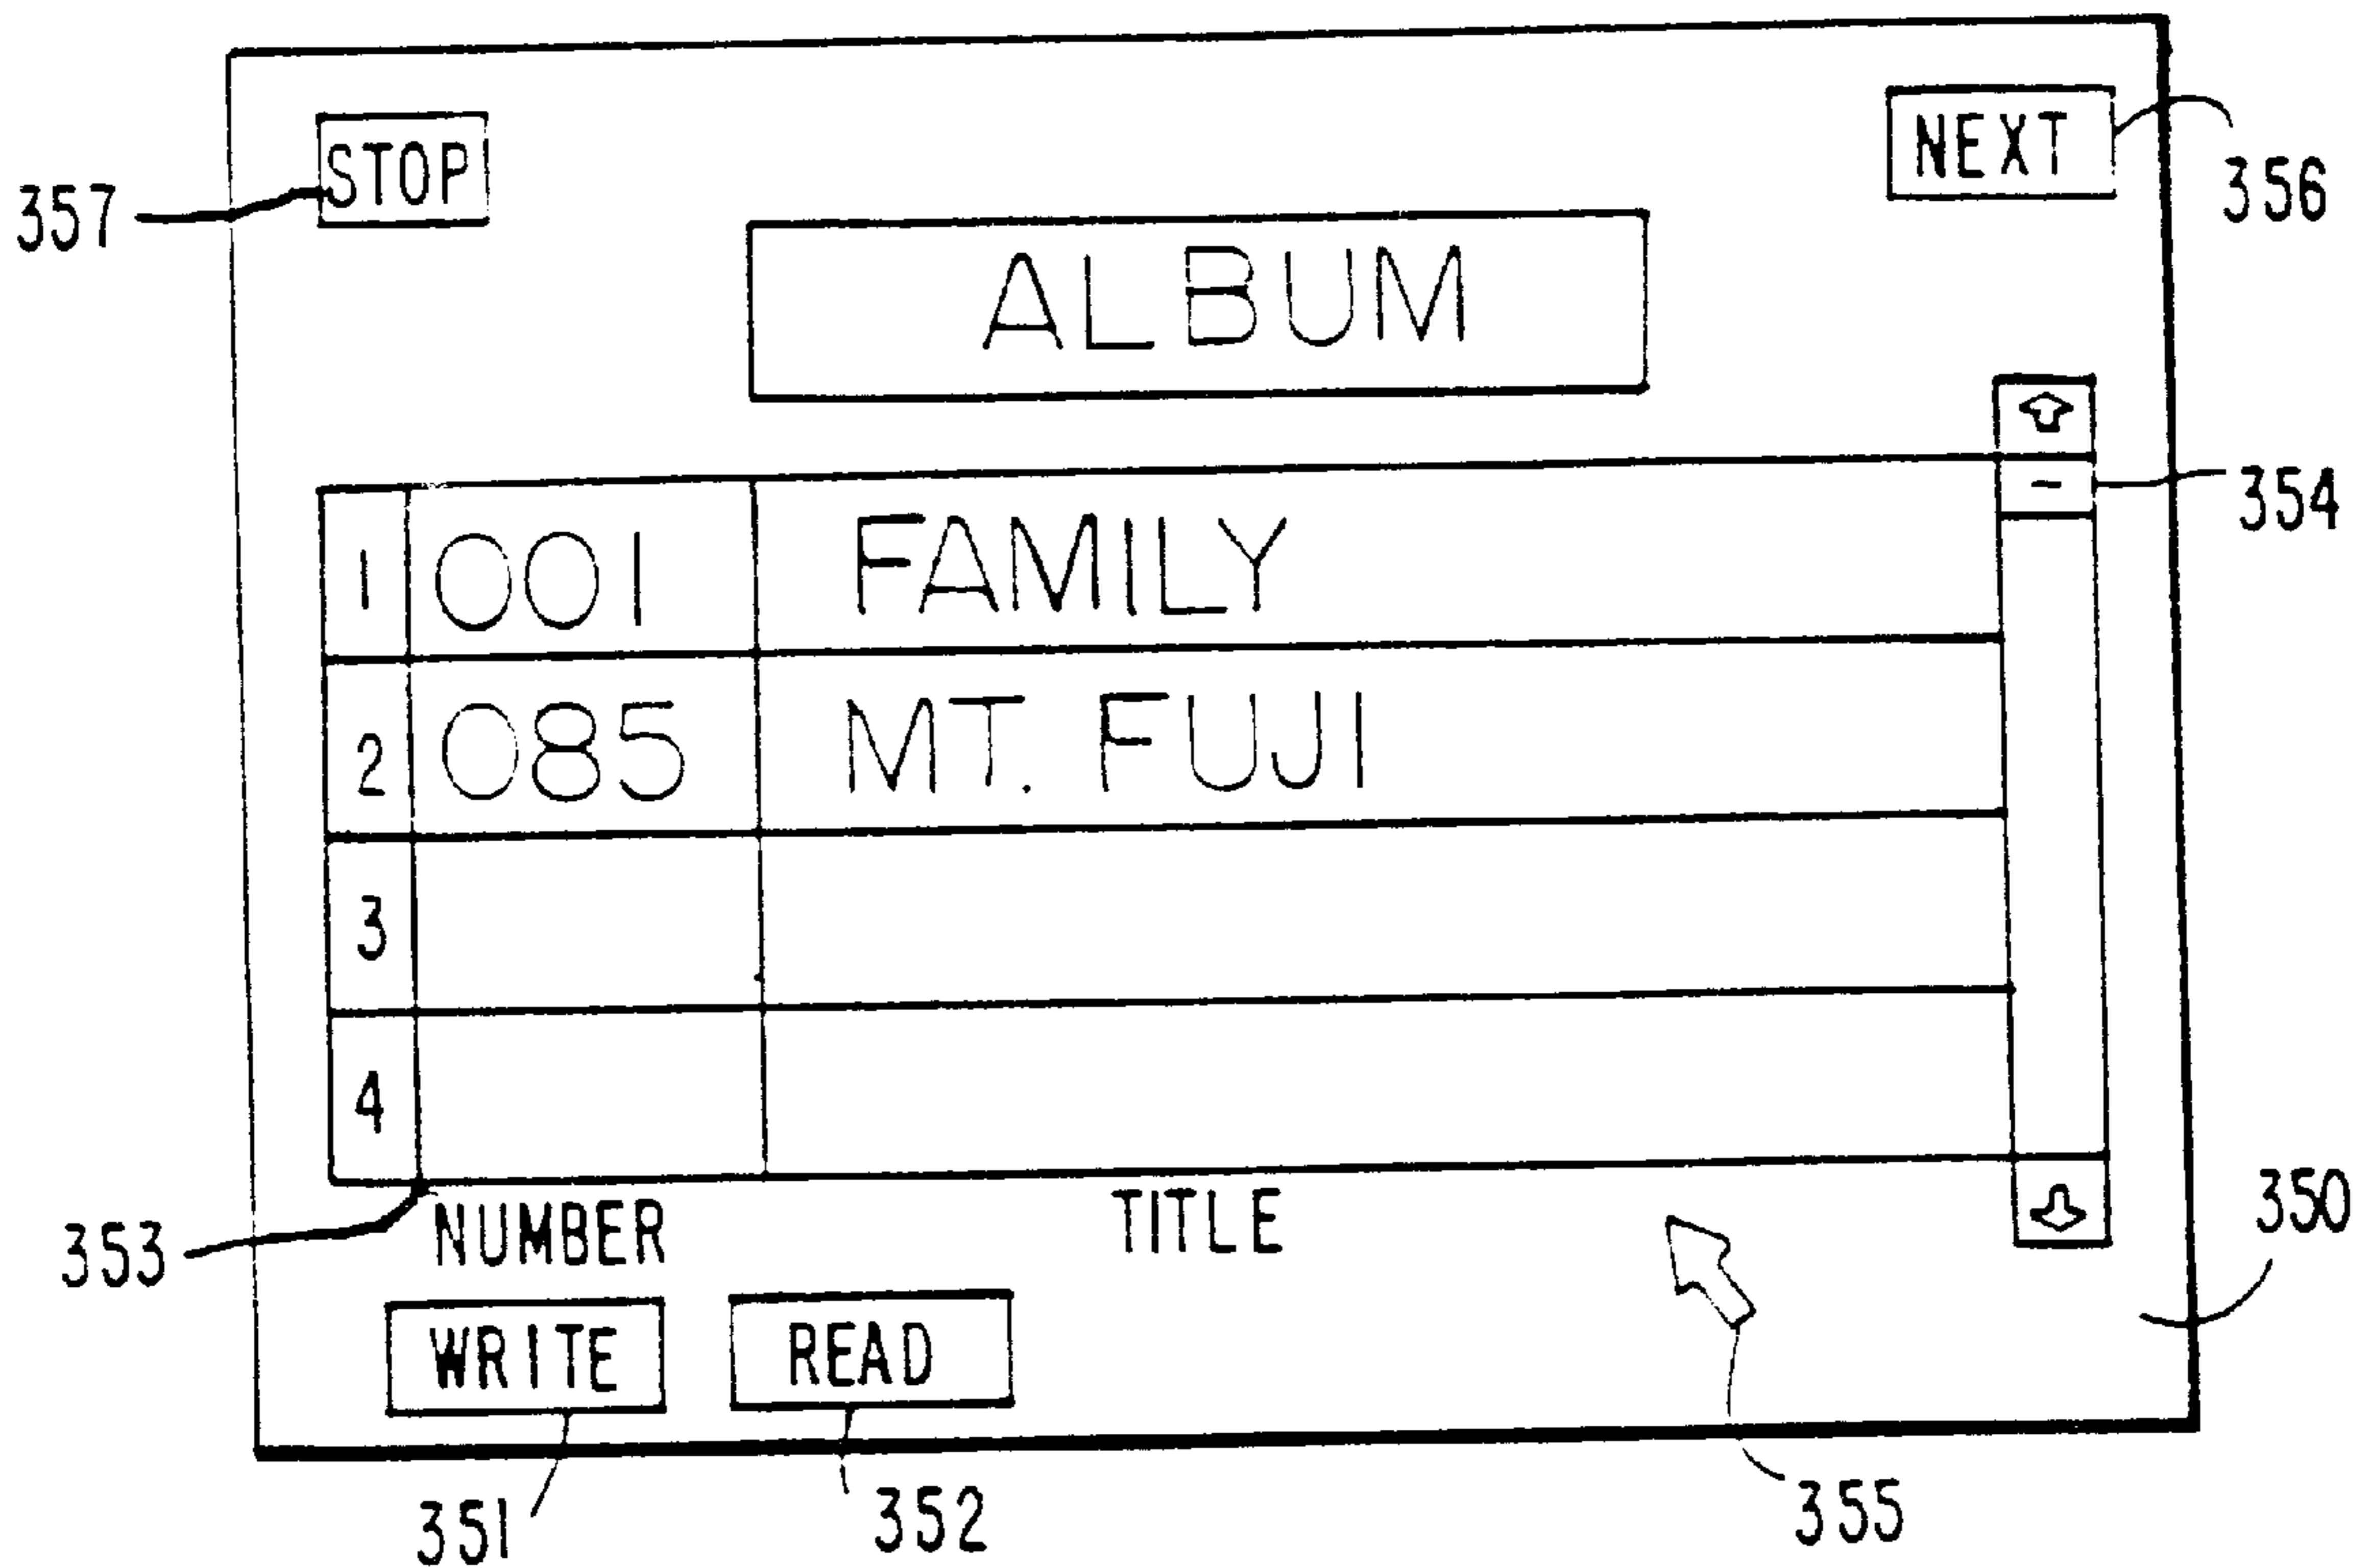 STOP
NEXT
357
356
ALBUM
354
1 001 FAMILY
2 085 MT. FUJI
3
4
350
353
NUMBER TITLE
WRITE READ
351 352 355